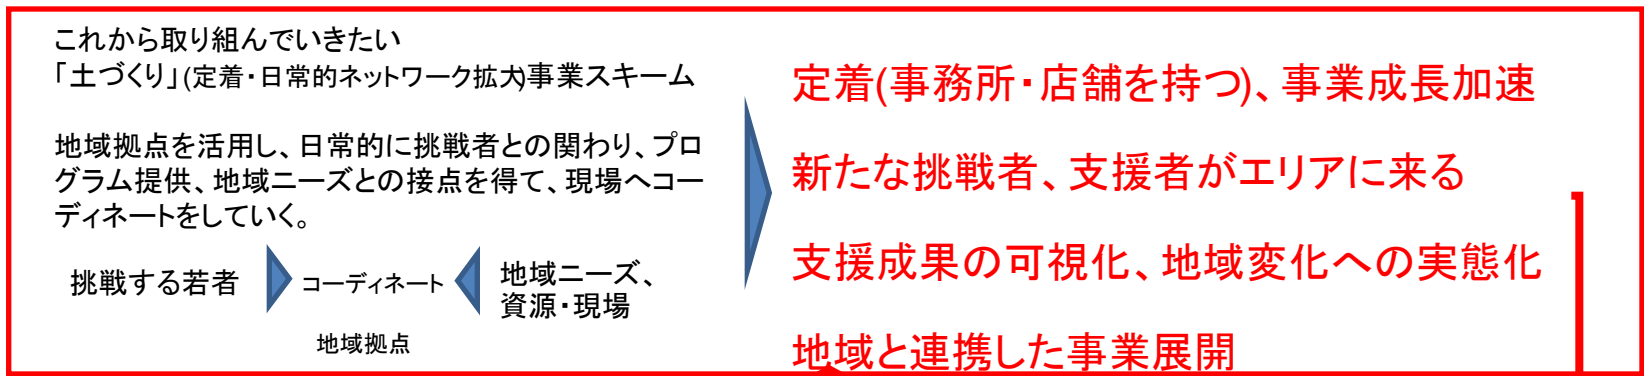 これから取り組んでいきたい
「土づくり」(定着・日常的ネットワーク拡大)事業スキーム
地域拠点を活用し、日常的に挑戦者との関わり、プロ
グラム提供、地域ニーズとの接点を得て、現場へコー
ディネートをしていく。
挑戦する若者
コーディネート
地域ニーズ、
資源・現場
地域拠点
定着(事務所・店舗を持つ)、事業成長加速
新たな挑戦者、支援者がエリアに来る
支援成果の可視化、地域変化への実態化
地域と連携した事業展開